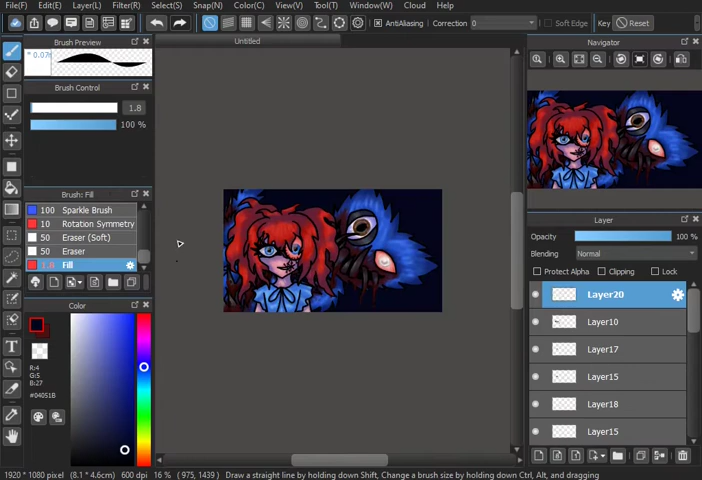 File(F) Edit(E) Layer(L) Filter(R) Select(S) Snap(H) Color(C) View(V) Tool(T) Window(W) Cloud Help
AntiAliasing Correction 0 Soft Edge Key Reset
Brush Preview
Untitled
Navigator
* 0.07
Brush Control
1.8
100 %
Brush: Fill
100 Sparkle Brush
10 Rotation Symmetry
50 Eraser (Soft)
50 Eraser
1.8 Fill
Color
R:4
G:5
B:27
#04051B
Layer
Opacity 100 %
Blending Normal
Protect Alpha Clipping Lock
Layer20
Layer10
Layer17
Layer15
Layer18
Layer15
1920 * 1080 pixel (8.1 * 4.6cm) 600 dpi 16 % (975, 1439) Draw a straight line by holding down Shift, Change a brush size by holding down Ctrl, Alt, and dragging